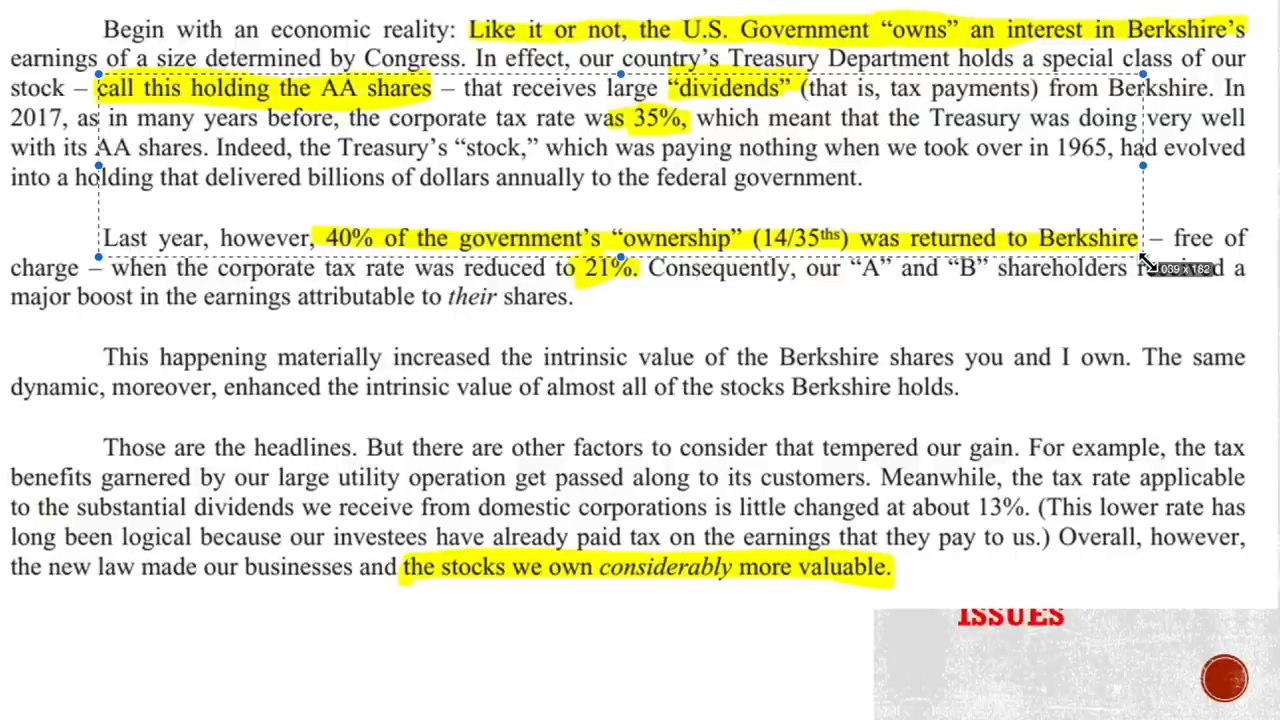 Begin with an economic reality: Like it or not, the U.S. Government “owns” an interest in Berkshire’s
earnings of a size determined by Congress. In effect, our country’s Treasury Department holds a special class of our
stock – call this holding the AA shares – that receives large “dividends” (that is, tax payments) from Berkshire. In
2017, as in many years before, the corporate tax rate was 35%, which meant that the Treasury was doing very well
with its AA shares. Indeed, the Treasury’s “stock,” which was paying nothing when we took over in 1965, had evolved
into a holding that delivered billions of dollars annually to the federal government.
Last year, however, 40% of the government’s “ownership” (14/35ths) was returned to Berkshire – free of
charge – when the corporate tax rate was reduced to 21%. Consequently, our “A” and “B” shareholders a
major boost in the earnings attributable to their shares.
This happening materially increased the intrinsic value of the Berkshire shares you and I own. The same
dynamic, moreover, enhanced the intrinsic value of almost all of the stocks Berkshire holds.
Those are the headlines. But there are other factors to consider that tempered our gain. For example, the tax
benefits garnered by our large utility operation get passed along to its customers. Meanwhile, the tax rate applicable
to the substantial dividends we receive from domestic corporations is little changed at about 13%. (This lower rate has
long been logical because our investees have already paid tax on the earnings that they pay to us.) Overall, however,
the new law made our businesses and the stocks we own considerably more valuable.
ISSUES